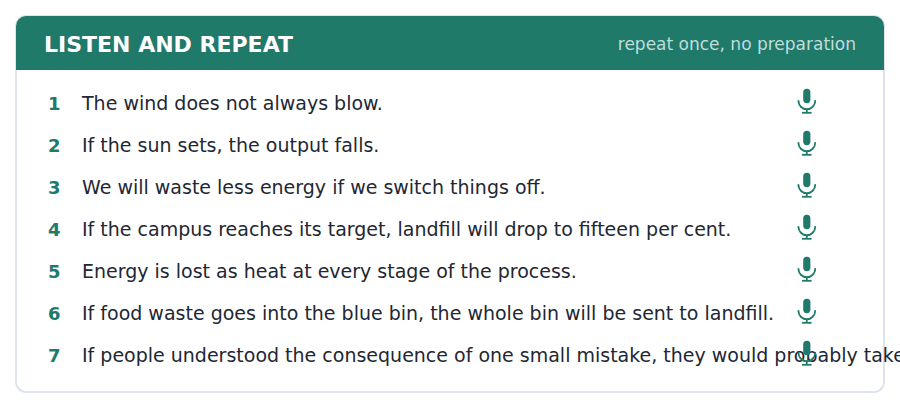 LISTEN AND REPEAT repeat once, no preparation
1 The wind does not always blow.
2 If the sun sets, the output falls.
3 We will waste less energy if we switch things off.
4 If the campus reaches its target, landfill will drop to fifteen per cent.
5 Energy is lost as heat at every stage of the process.
6 If food waste goes into the blue bin, the whole bin will be sent to landfill.
7 If people understood the consequence of one small mistake, they would probably take